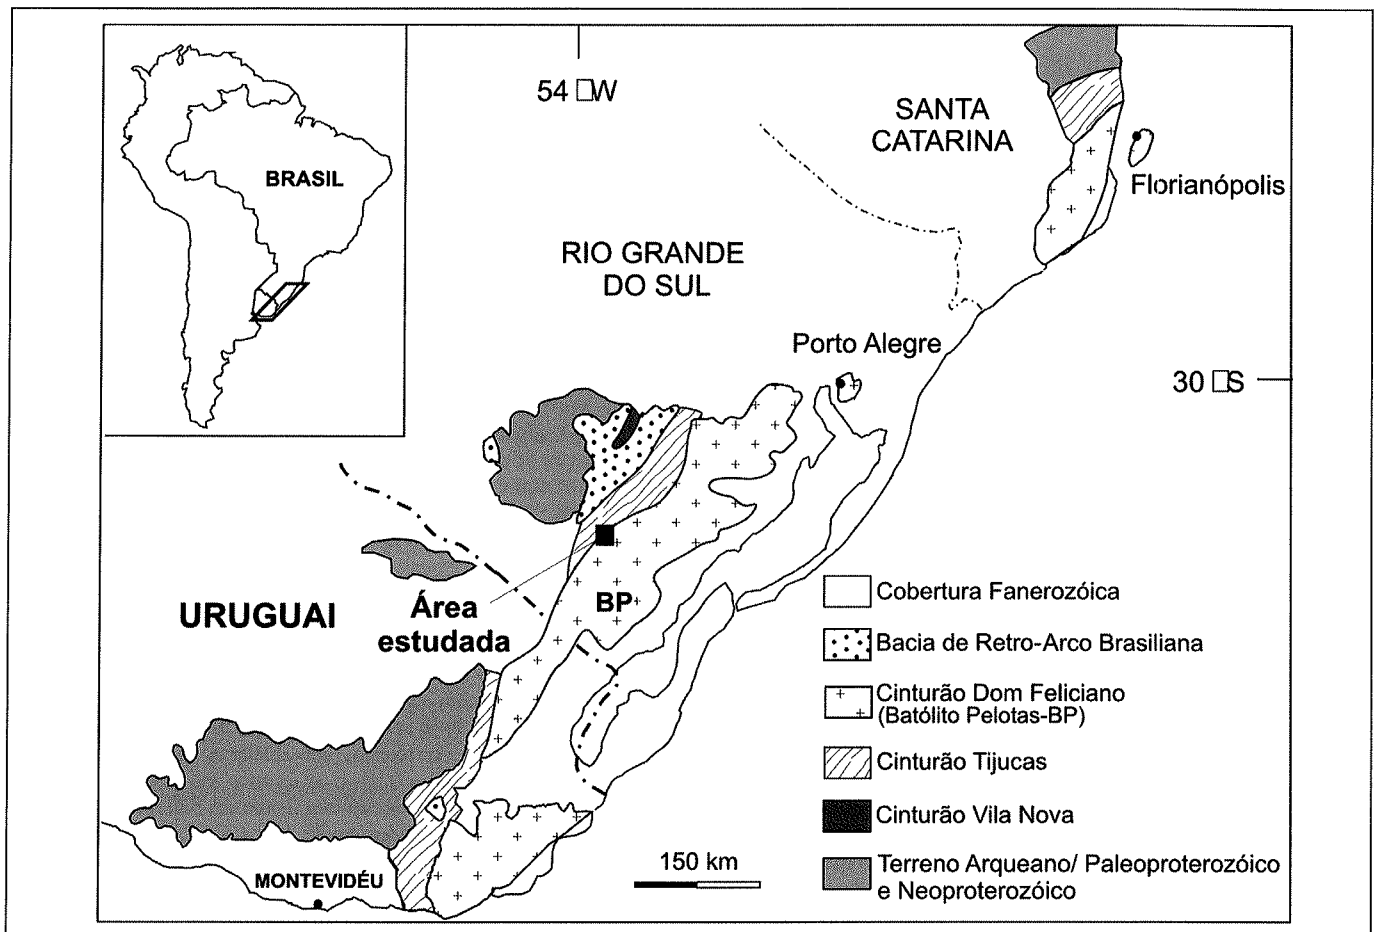 BRASIL
54 □W
SANTA
CATARINA
Florianópolis
RIO GRANDE
DO SUL
Porto Alegre
30 □S
URUGUAI
Área
estudada
BP
MONTEVIDÉU
150 km
Cobertura Fanerozóica
Bacia de Retro-Arco Brasiliana
Cinturão Dom Feliciano
(Batólito Pelotas-BP)
Cinturão Tijucas
Cinturão Vila Nova
Terreno Arqueano/ Paleoproterozóico
e Neoproterozóico